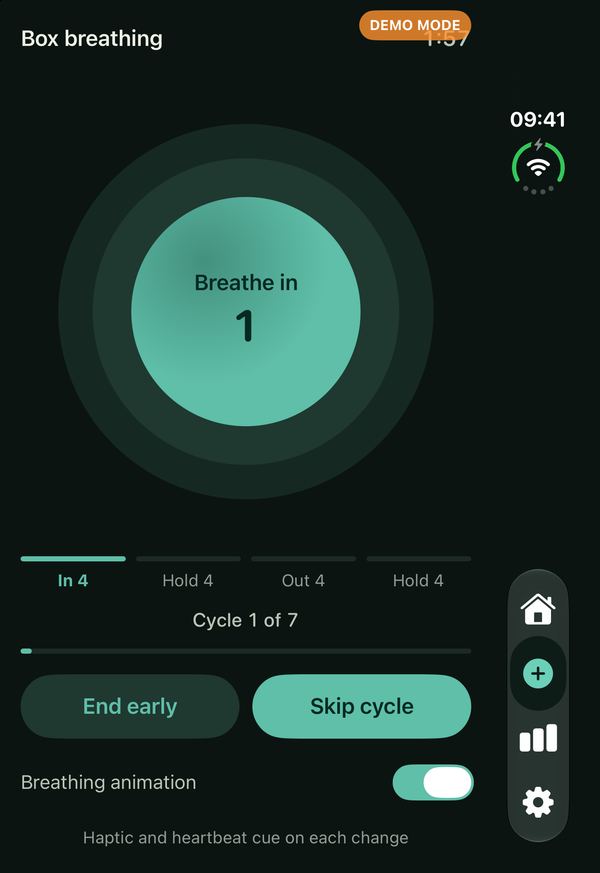 DEMO MODE
Box breathing
1:57
09:41
Breathe in
1
In 4
Hold 4
Out 4
Hold 4
Cycle 1 of 7
End early
Skip cycle
Breathing animation
Haptic and heartbeat cue on each change